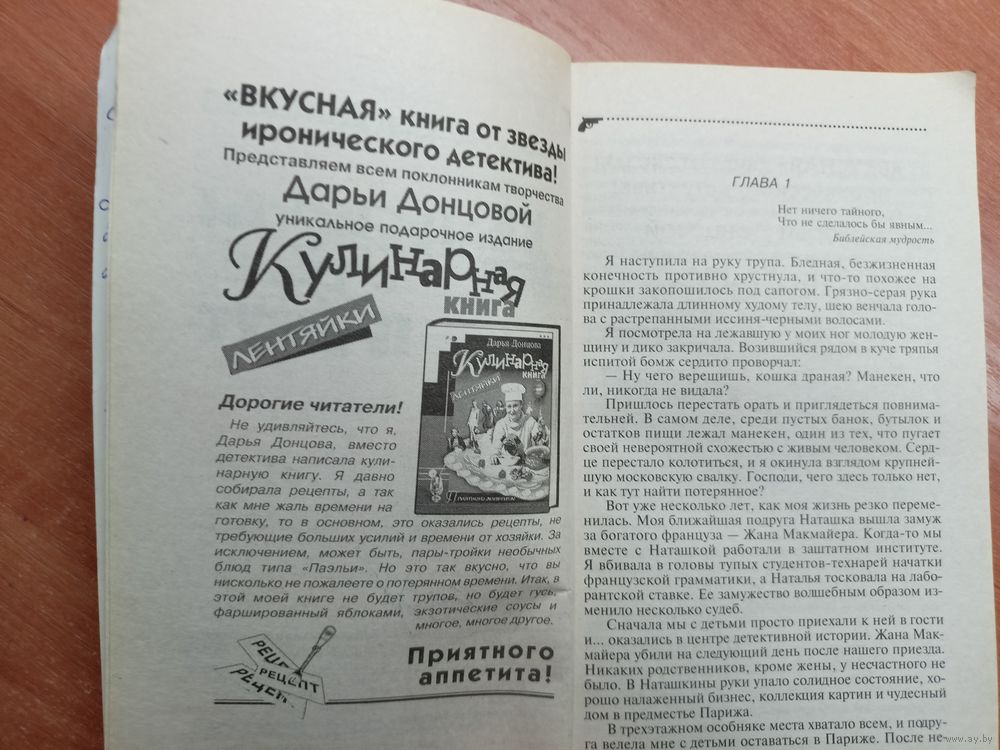 «ВКУСНАЯ» книга от звезды
иронического детектива!
Представляем всем поклонникам творчества
Дарьи Донцовой
уникальное подарочное издание
Кулинарная
книга
ЛЕНТЯЙКИ
Дарья Донцова
Кулинарная
книга
ЛЕНТЯЙКИ
Приятного аппетита
Дорогие читатели!
Не удивляйтесь, что я,
Дарья Донцова, вместо
детектива написала кули-
нарную книгу. Я давно
собирала рецепты, а так
как мне жаль времени на
готовку, то в основном, это оказались рецепты, не
требующие больших усилий и времени от хозяйки. За
исключением, может быть, пары-тройки необычных
блюд типа «Паэльи». Но это так вкусно, что вы
нисколько не пожалеете о потерянном времени. Итак, в
этой моей книге не будет трупов, но будет гусь,
фаршированный яблоками, экзотические соусы и
многое, многое другое.
РЕЦЕП
РЕЦЕПТ
РЕЦЕПТ
Приятного
аппетита!
ГЛАВА 1
Нет ничего тайного,
Что не сделалось бы явным...
Библейская мудрость
Я наступила на руку трупа. Бледная, безжизненная
конечность противно хрустнула, и что-то похожее на
крошки закопошилось под сапогом. Грязно-серая рука
принадлежала длинному худому телу, шею венчала голо-
ва с растрепанными иссиня-черными волосами.
Я посмотрела на лежавшую у моих ног молодую жен-
щину и дико закричала. Возившийся рядом в куче тряпья
испитой бомж сердито проворчал:
— Ну чего верещишь, кошка драная? Манекен, что
ли, никогда не видала?
Пришлось перестать орать и приглядеться повнима-
тельней. В самом деле, среди пустых банок, бутылок и
остатков пищи лежал манекен, один из тех, что пугает
своей невероятной схожестью с живым человеком. Серд-
це перестало колотиться, и я окинула взглядом крупней-
шую московскую свалку. Господи, чего здесь только нет,
и как тут найти потерянное?
Вот уже несколько лет, как моя жизнь резко переме-
нилась. Моя ближайшая подруга Наташка вышла замуж
за богатого француза — Жана Макмайера. Когда-то мы
вместе с Наташкой работали в заштатном институте.
Я вбивала в головы тупых студентов-технарей начатки
французской грамматики, а Наталья тосковала на лабо-
рантской ставке. Ее замужество волшебным образом из-
менило несколько судеб.
Сначала мы с детьми просто приехали к ней в гости
и... оказались в центре детективной истории. Жана Мак-
майера убили на следующий день после нашего приезда.
Никаких родственников, кроме жены, у несчастного не
было. В Наташкины руки упало солидное состояние, хо-
рошо налаженный бизнес, коллекция картин и чудесный
дом в предместье Парижа.
В трехэтажном особняке места хватало всем, и подру-
га велела мне с детьми оставаться в Париже. После не-
www.ay.by